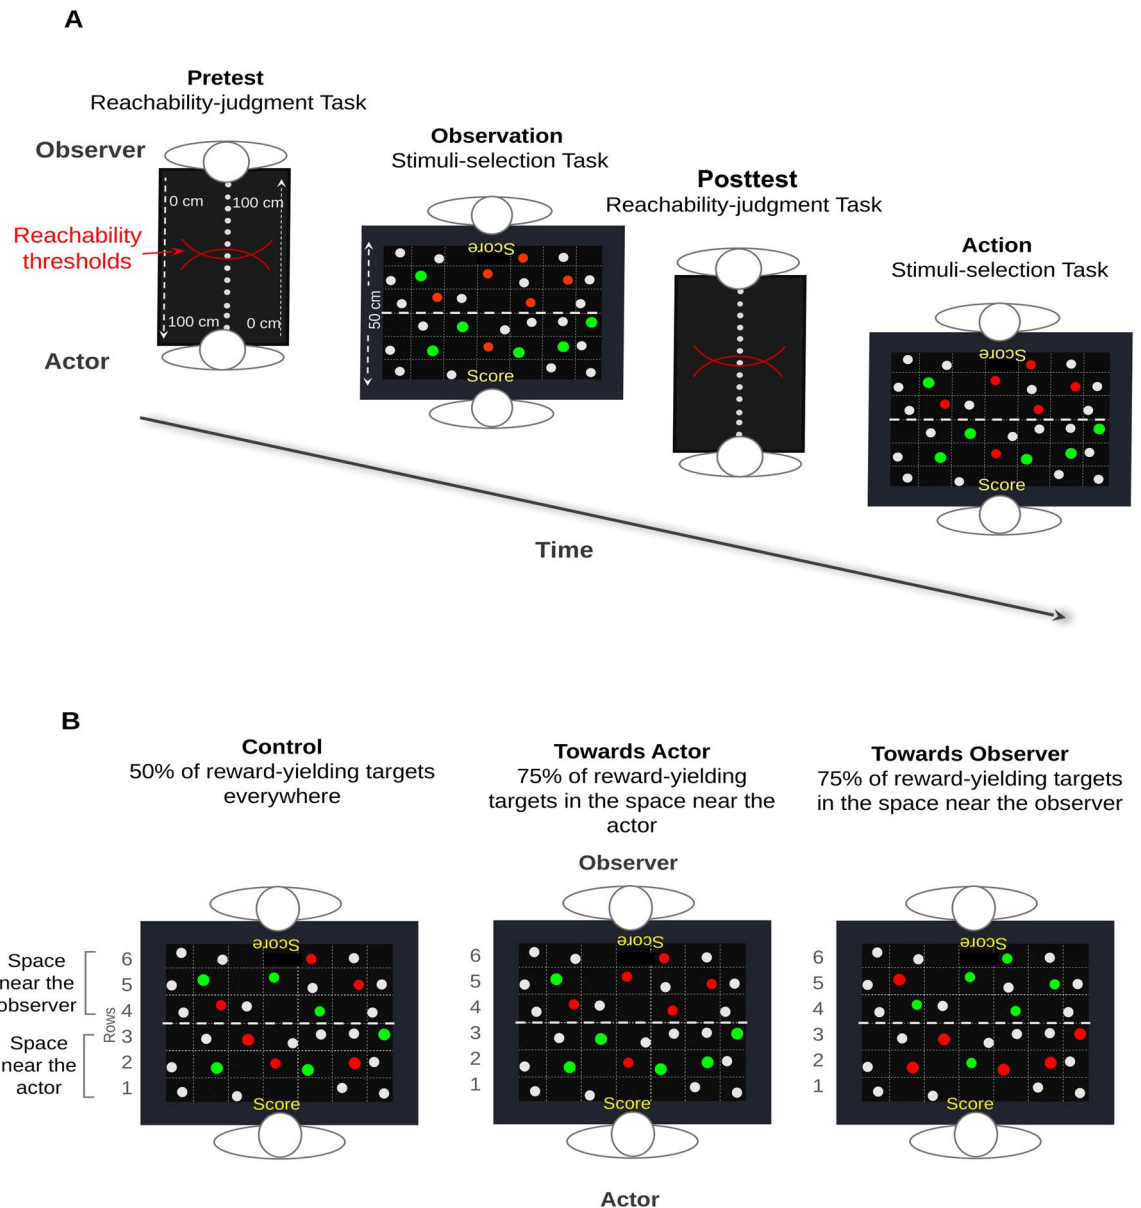 A
Pretest
Reachability-judgment Task
Observer
Observation
Stimuli-selection Task
Posttest
Reachability-judgment Task
Action
Stimuli-selection Task
0 cm
100 cm
Reachability
thresholds
100 cm
0 cm
Actor
Score
50 cm
Score
Score
Score
Time
B
Control
50% of reward-yielding targets
everywhere
Towards Actor
75% of reward-yielding
targets in the space near the
actor
Towards Observer
75% of reward-yielding targets
in the space near the observer
Observer
Space
near the
observer
Space
near the
actor
Rows
6
5
4
3
2
1
Score
Score
6
5
4
3
2
1
Score
Score
6
5
4
3
2
1
Score
Score
Actor